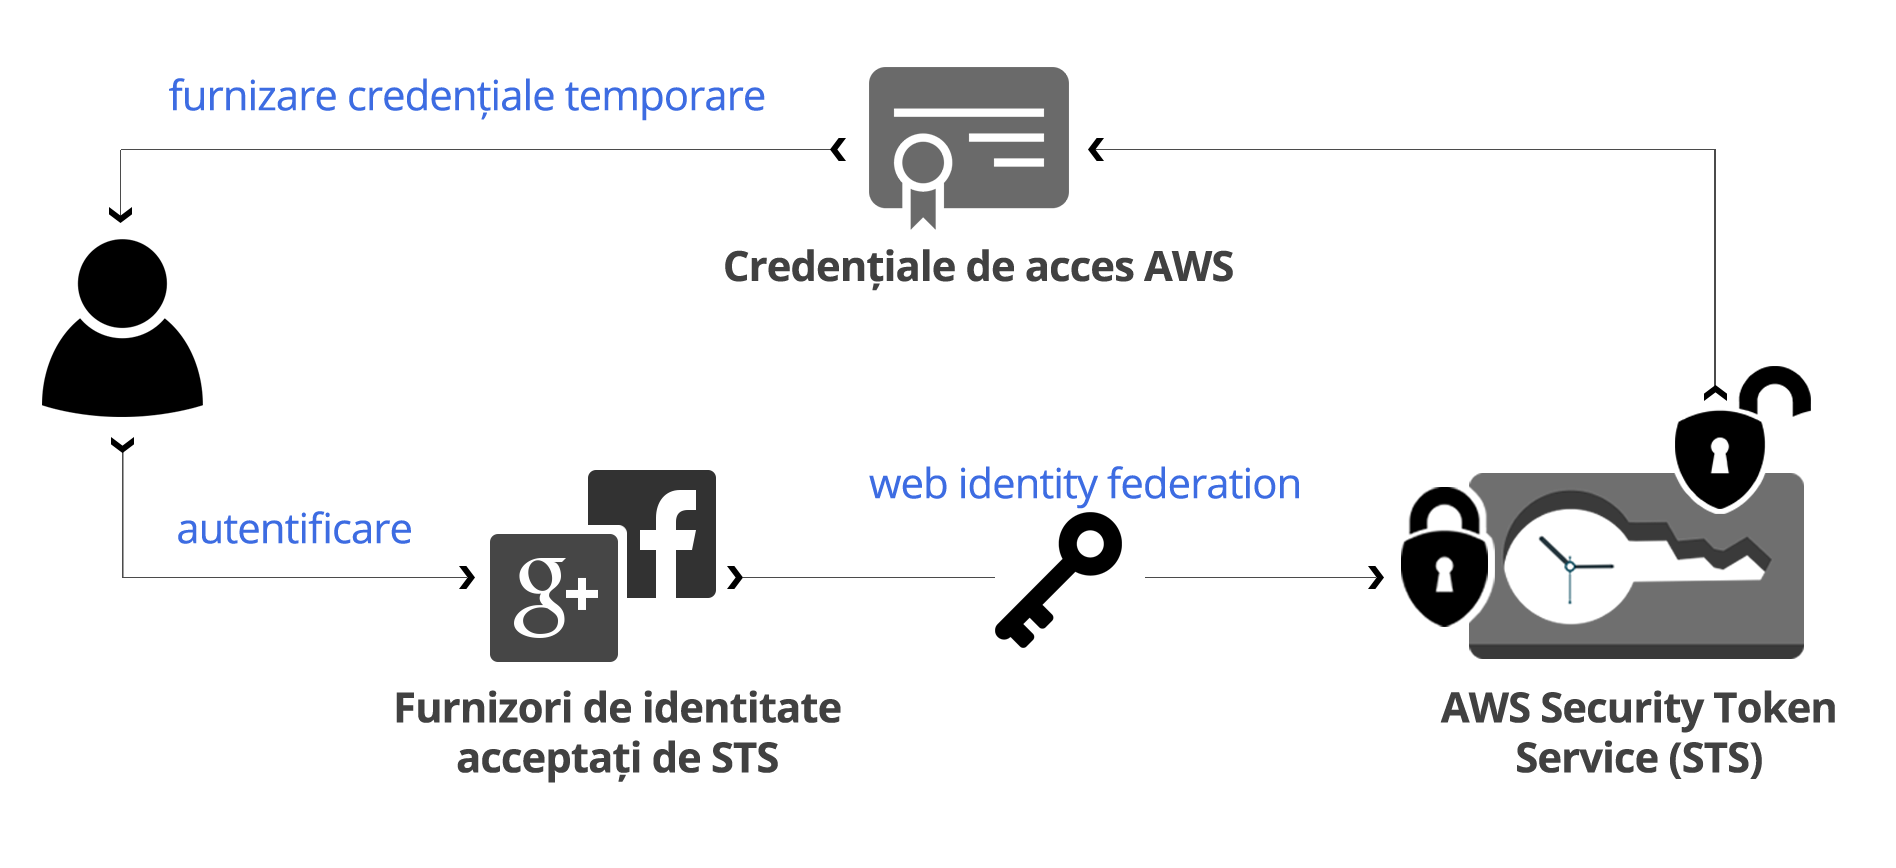 furnizare credențiale temporare
Credențiale de acces AWS
autentificare
web identity federation
g+
f
Furnizori de identitate
acceptați de STS
AWS Security Token
Service (STS)